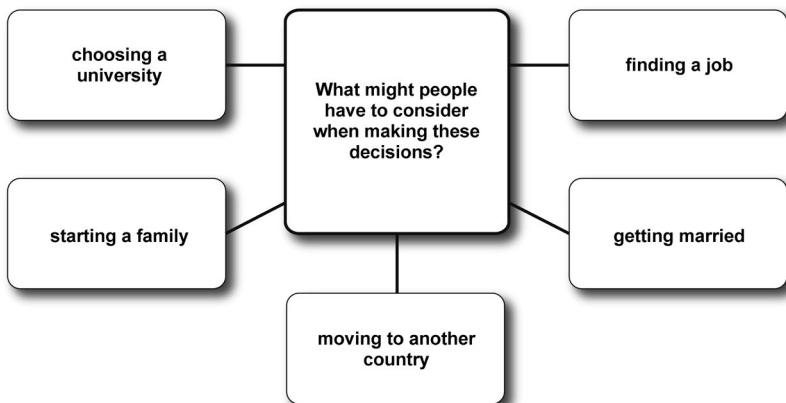 choosing a
university
What might people
have to consider
when making these
decisions?
finding a job
starting a family
getting married
moving to another
country